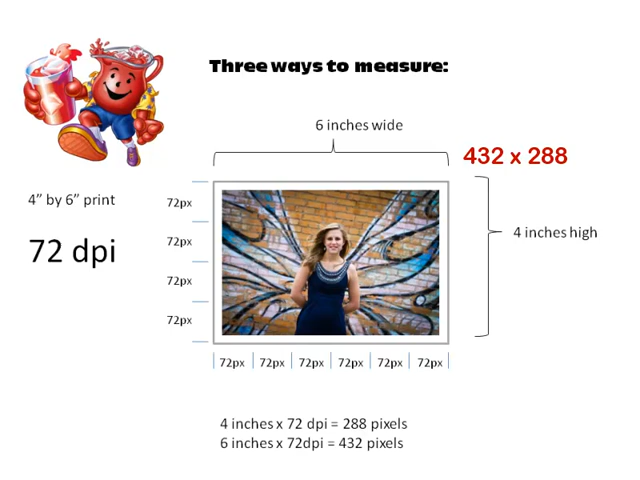 Three ways to measure:
6 inches wide
432 x 288
4” by 6” print
72 dpi
72px
72px
72px
72px
4 inches high
72px 72px 72px 72px 72px 72px
4 inches x 72 dpi = 288 pixels
6 inches x 72dpi = 432 pixels